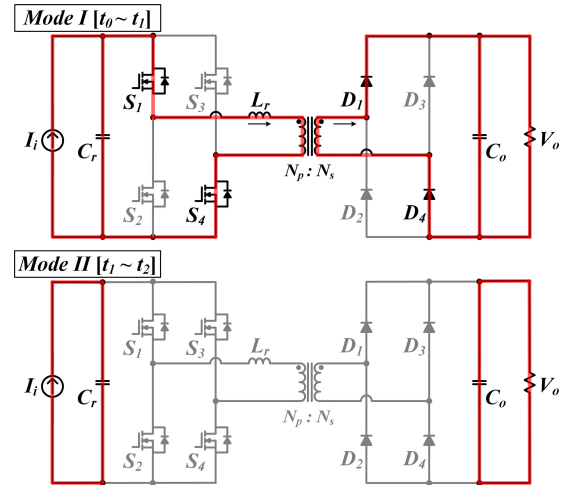 Mode I [t0 ~ t1]
S1
S3
Lr
D1
D3
Ii
Cr
Np : Ns
Co
Vo
S2
S4
D2
D4
Mode II [t1 ~ t2]
S1
S3
Lr
D1
D3
Ii
Cr
Np : Ns
Co
Vo
S2
S4
D2
D4